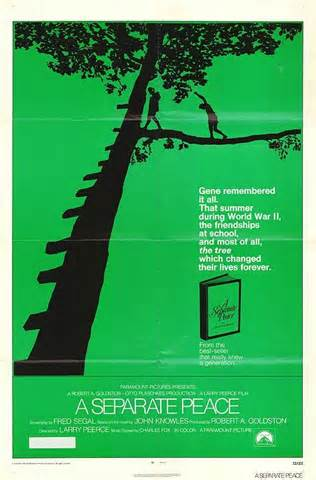 Gene remembered
it all.
That summer
during World War II,
the friendships
at school,
and most of all,
the tree
which changed
their lives forever.
A
Separate
Peace
From the
best-seller
that really knew
a generation...
PARAMOUNT PICTURES PRESENTS
A ROBERT A. GOLDSTON - OTTO PLASCHKES PRODUCTION A LARRY PEERCE FILM
A SEPARATE PEACE
Screenplay by FRED SEGAL Based on the novel by JOHN KNOWLES Produced by ROBERT A. GOLDSTON
Directed by LARRY PEERCE Music Scored by CHARLES FOX IN COLOR A PARAMOUNT PICTURE
A SEPARATE PEACE